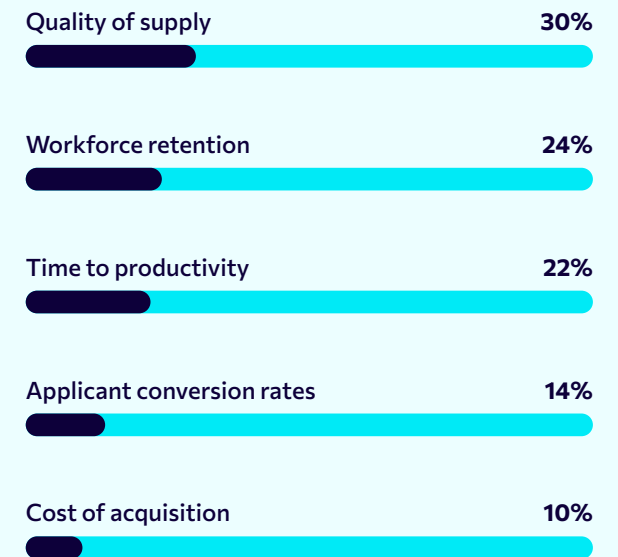 Quality of supply 30%
Workforce retention 24%
Time to productivity 22%
Applicant conversion rates 14%
Cost of acquisition 10%